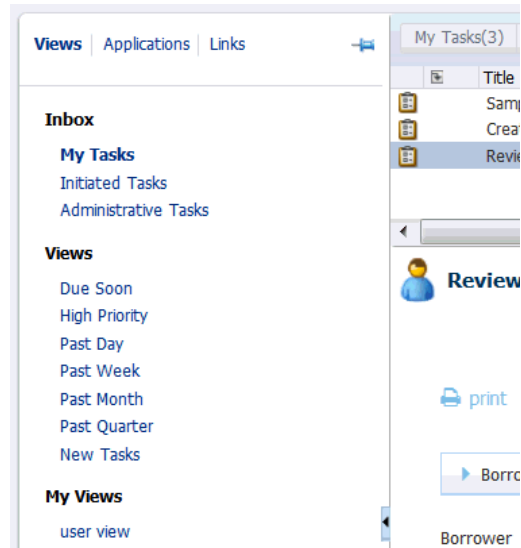 Views Applications Links
Inbox
My Tasks
Initiated Tasks
Administrative Tasks
Views
Due Soon
High Priority
Past Day
Past Week
Past Month
Past Quarter
New Tasks
My Views
user view
My Tasks(3)
Title
Review
print
Borrower